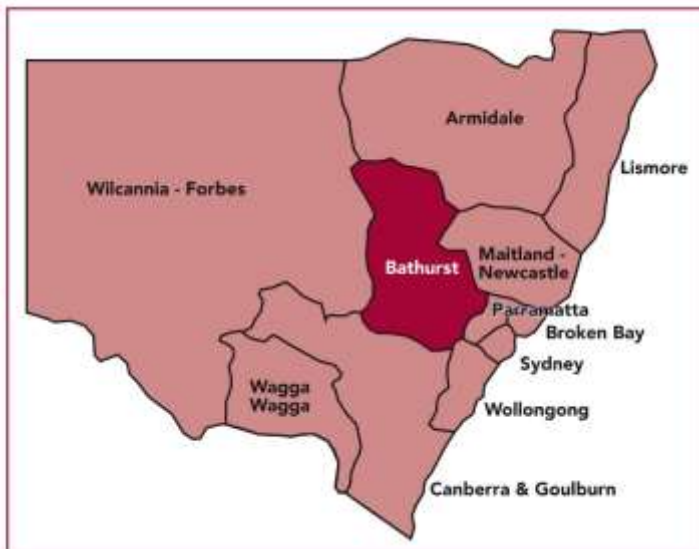 Armidale
Lismore
Wilcannia - Forbes
Bathurst
Maitland -
Newcastle
Parramatta
Broken Bay
Sydney
Wagga
Wagga
Wollongong
Canberra & Goulburn